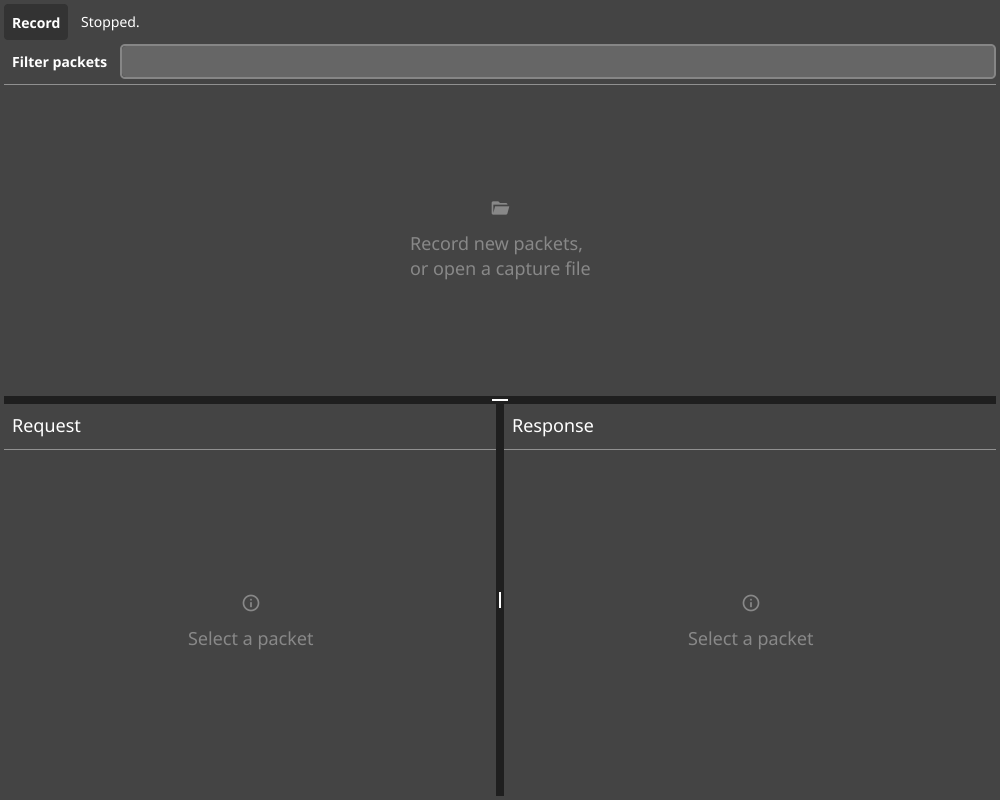 Record
Stopped.
Filter packets
Record new packets,
or open a capture file
Request
Response
Select a packet
Select a packet